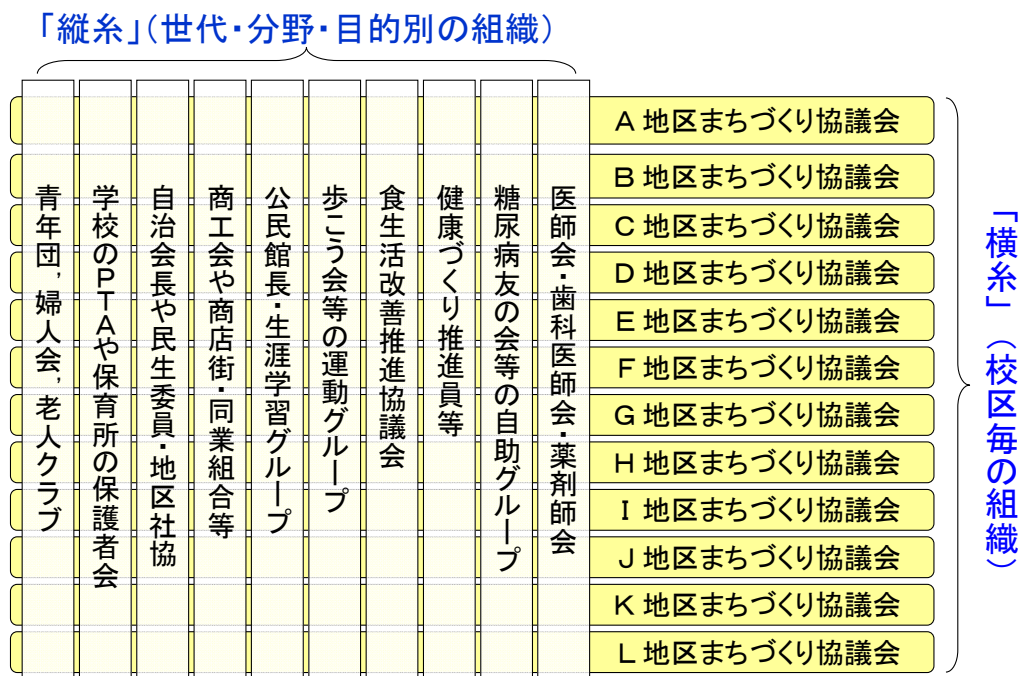 「縦糸」(世代・分野・目的別の組織)
青年団,婦人会,老人クラブ
学校のPTAや保育所の保護者会
自治会長や民生委員・地区社協
商工会や商店街・同業組合等
公民館長・生涯学習グループ
歩こう会等の運動グループ
食生活改善推進協議会
健康づくり推進員等
糖尿病友の会等の自助グループ
医師会・歯科医師会・薬剤師会
A 地区まちづくり協議会
B 地区まちづくり協議会
C 地区まちづくり協議会
D 地区まちづくり協議会
E 地区まちづくり協議会
F 地区まちづくり協議会
G 地区まちづくり協議会
H 地区まちづくり協議会
I 地区まちづくり協議会
J 地区まちづくり協議会
K 地区まちづくり協議会
L 地区まちづくり協議会
「横糸」(校区毎の組織)